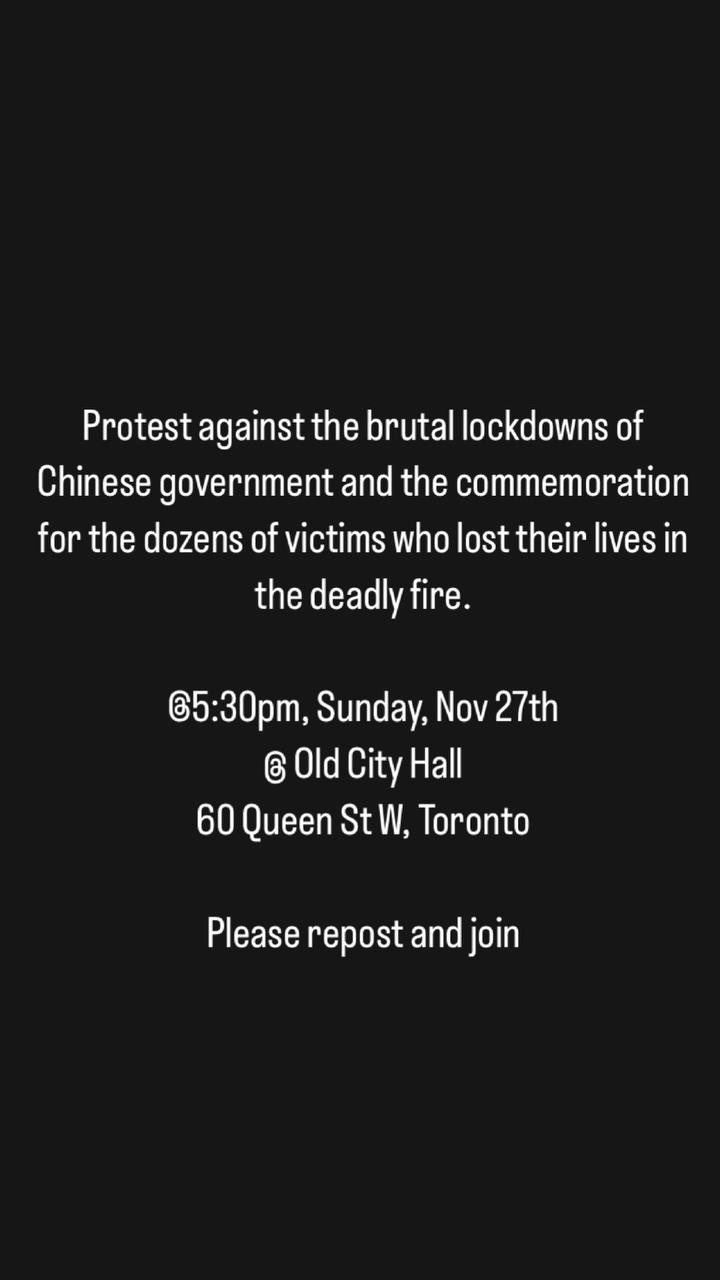 Protest against the brutal lockdowns of
Chinese government and the commemoration
for the dozens of victims who lost their lives in
the deadly fire.
@5:30pm, Sunday, Nov 27th
@ Old City Hall
60 Queen St W, Toronto
Please repost and join